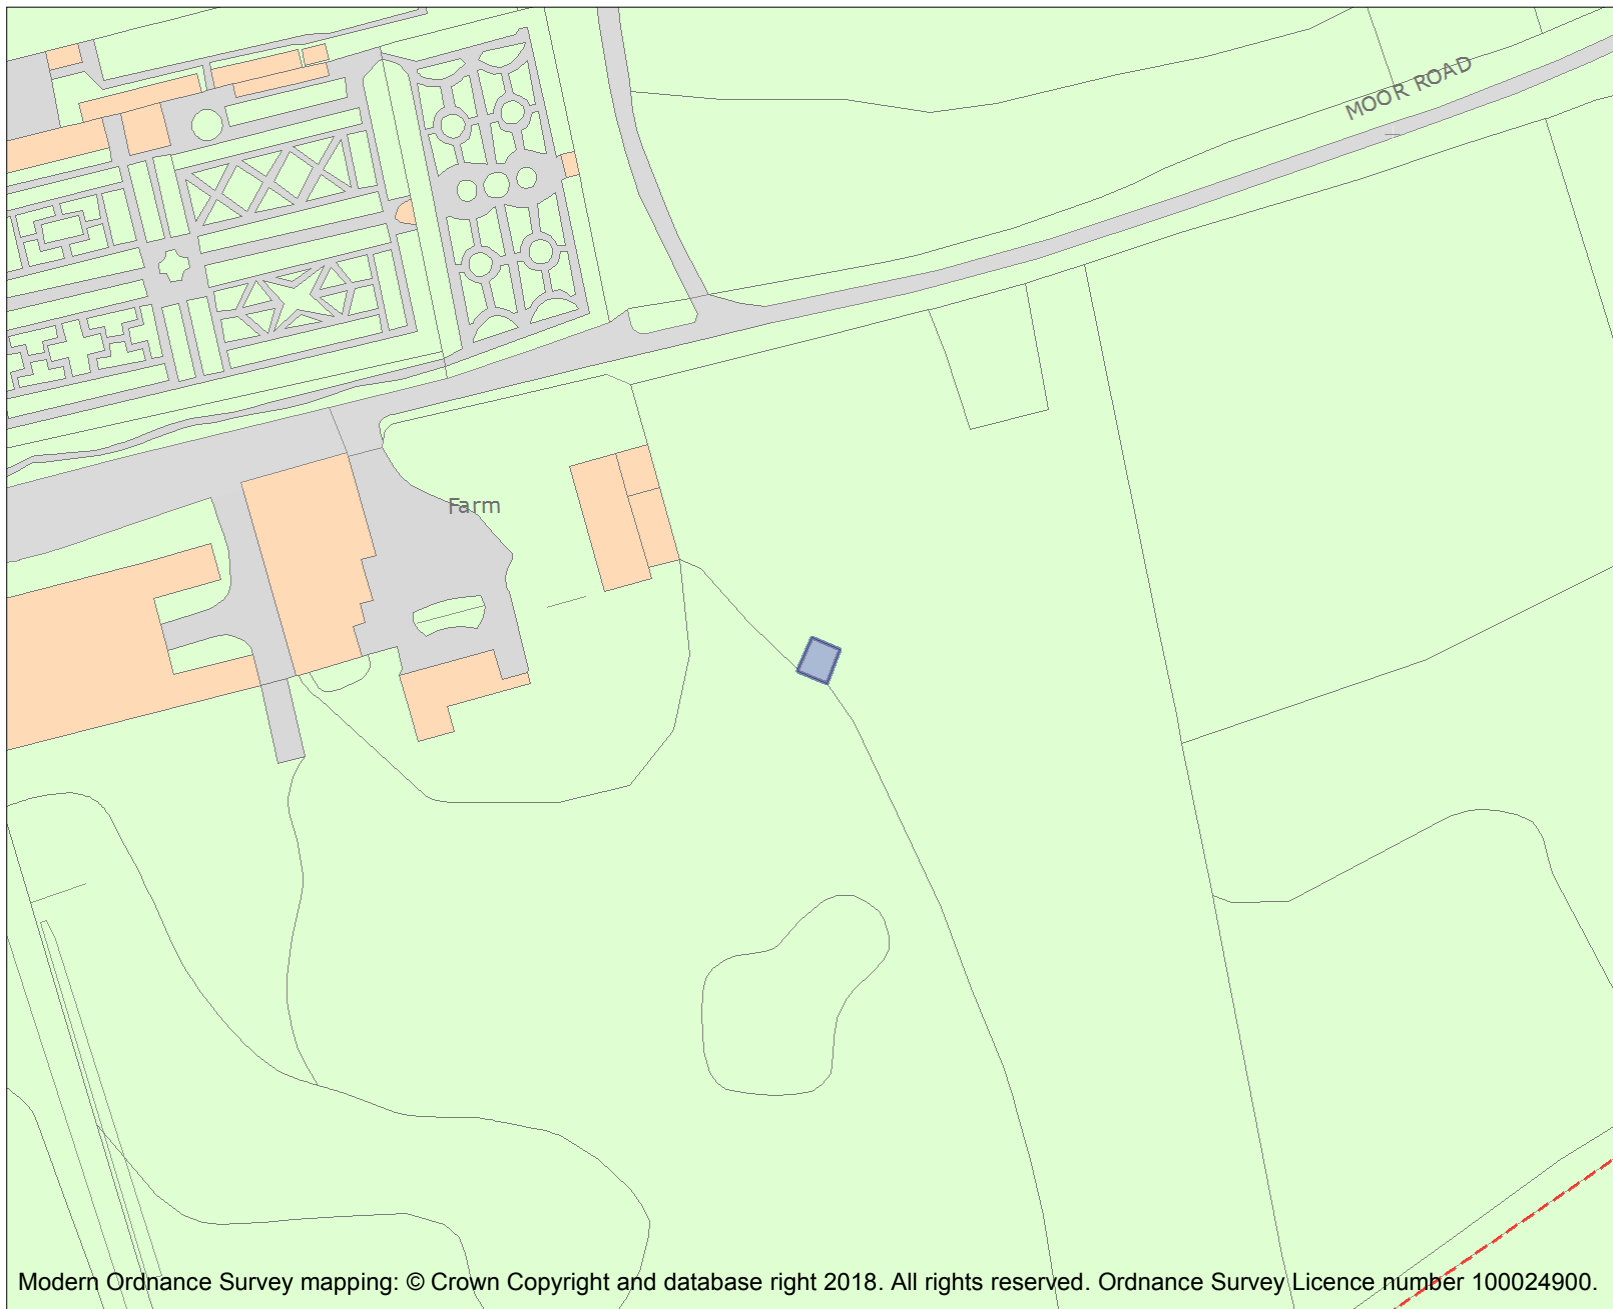 MOOR ROAD
Farm
Modern Ordnance Survey mapping: © Crown Copyright and database right 2018. All rights reserved. Ordnance Survey Licence number 100024900.